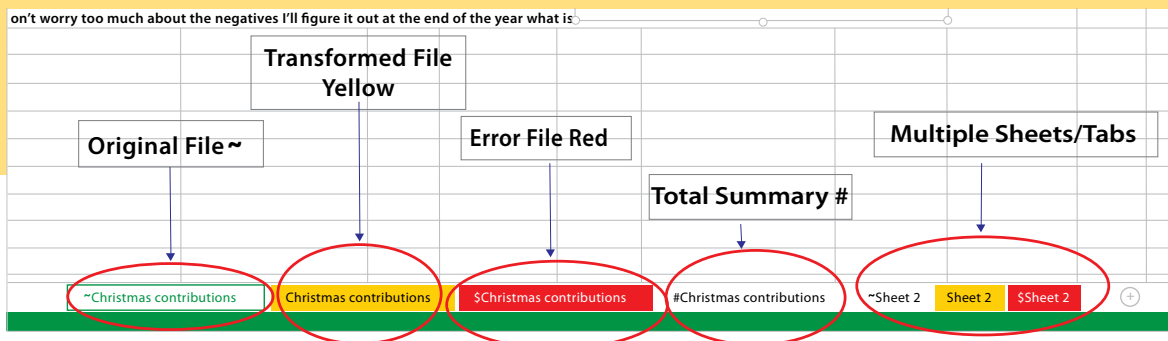 on’t worry too much about the negatives I’ll figure it out at the end of the year what is
Transformed File
Yellow
Original File ~
Error File Red
Multiple Sheets/Tabs
Total Summary #
~Christmas contributions
Christmas contributions
$Christmas contributions
#Christmas contributions
~Sheet 2
Sheet 2
$Sheet 2